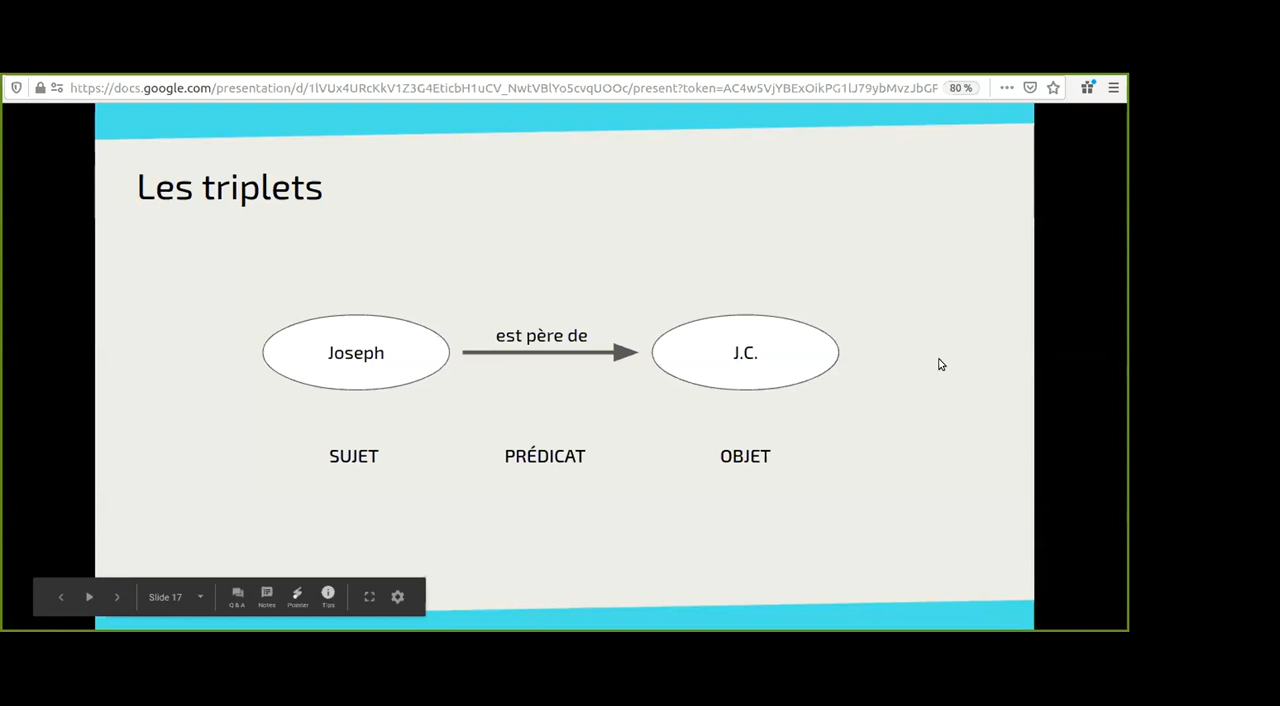 https://docs.google.com/presentation/d/1lVUx4URcKkV1cZG4EticbH1uCV_NwtVBlYo5cvqUOOc/present?token=AC4w5VjYBExOikPG1lJ79ybMvzJbGF
80 %
Les triplets
est père de
Joseph
J.C.
SUJET
PRÉDICAT
OBJET
Slide 17
Q & A
Notes
Pointer
Tips